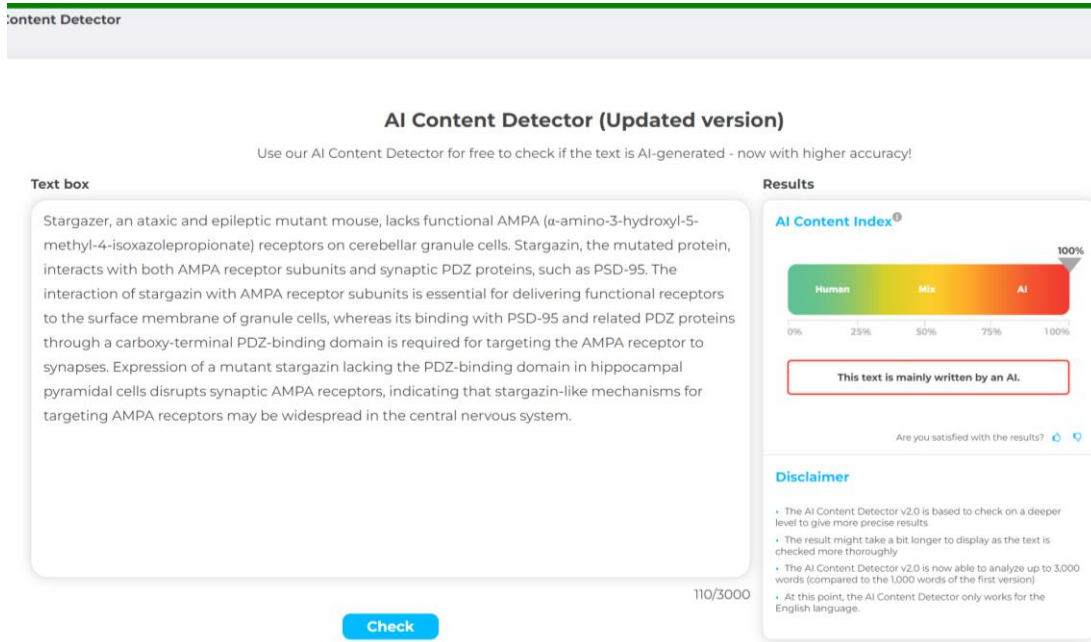 ontent Detector
AI Content Detector (Updated version)
Use our AI Content Detector for free to check if the text is AI-generated - now with higher accuracy!
Text box
Stargazer, an ataxic and epileptic mutant mouse, lacks functional AMPA (α-amino-3-hydroxyl-5-
methyl-4-isoxazolepropionate) receptors on cerebellar granule cells. Stargazin, the mutated protein,
interacts with both AMPA receptor subunits and synaptic PDZ proteins, such as PSD-95. The
interaction of stargazin with AMPA receptor subunits is essential for delivering functional receptors
to the surface membrane of granule cells, whereas its binding with PSD-95 and related PDZ proteins
through a carboxy-terminal PDZ-binding domain is required for targeting the AMPA receptor to
synapses. Expression of a mutant stargazin lacking the PDZ-binding domain in hippocampal
pyramidal cells disrupts synaptic AMPA receptors, indicating that stargazin-like mechanisms for
targeting AMPA receptors may be widespread in the central nervous system.
110/3000
Check
Results
AI Content Index
100%
Human Mix AI
0% 25% 50% 75% 100%
This text is mainly written by an AI.
Are you satisfied with the results?
Disclaimer
• The AI Content Detector v2.0 is based to check on a deeper
level to give more precise results
• The result might take a bit longer to display as the text is
checked more thoroughly
• The AI Content Detector v2.0 is now able to analyze up to 3,000
words (compared to the 1,000 words of the first version)
• At this point, the AI Content Detector only works for the
English language.